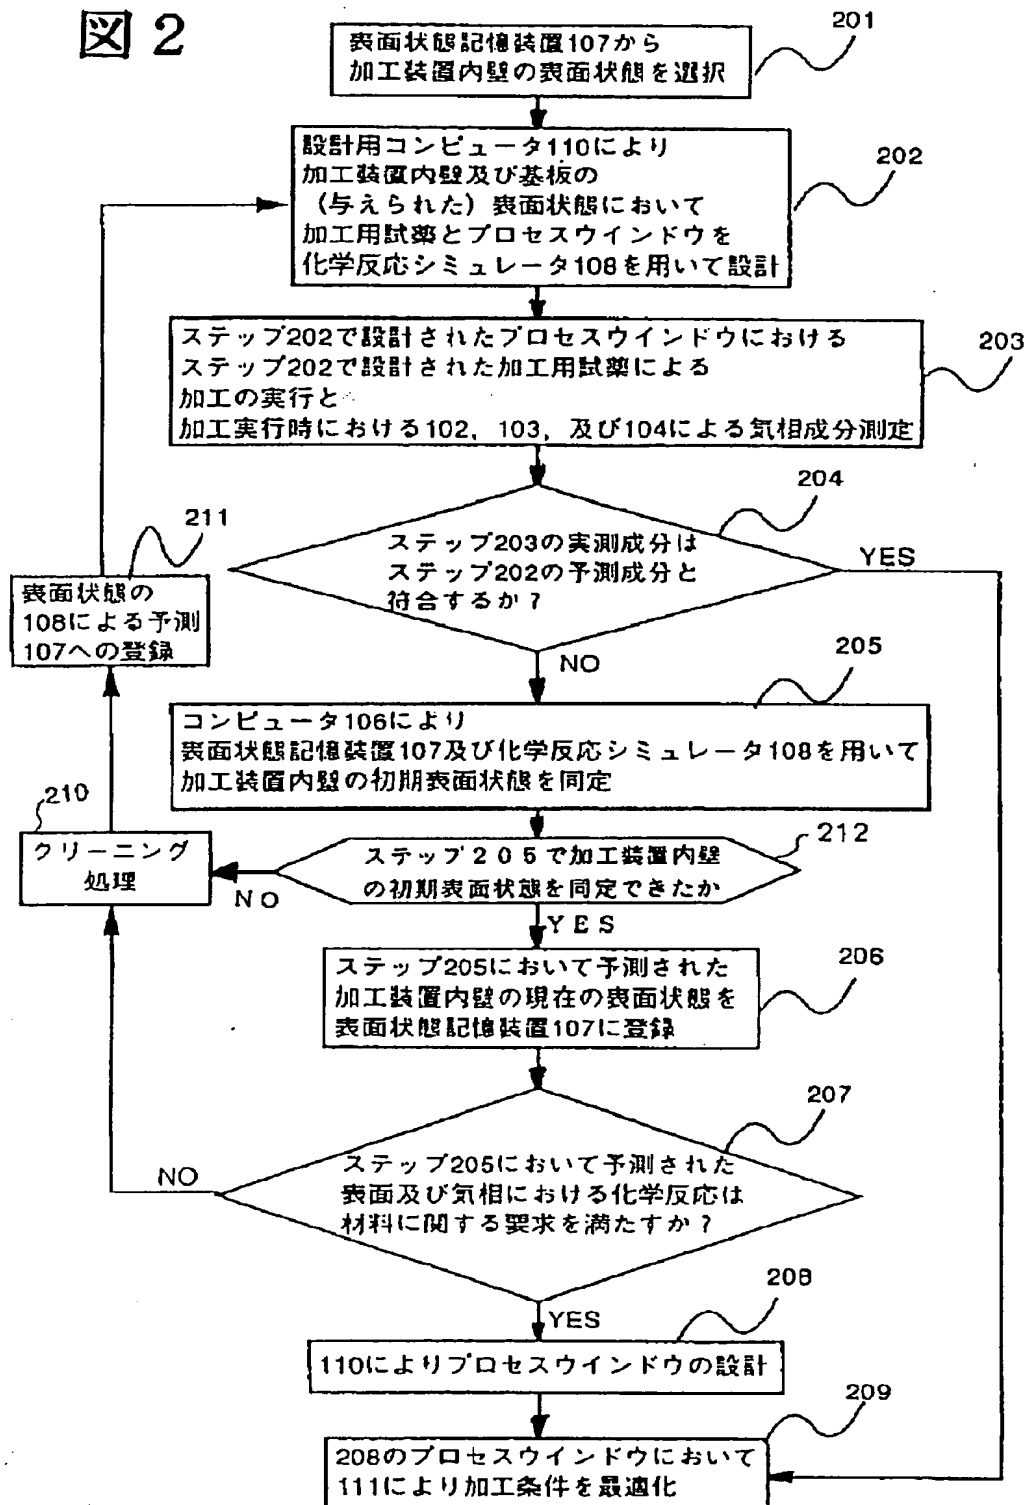 図2
201
表面状態記憶装置107から
加工装置内壁の表面状態を選択
202
設計用コンピュータ110により
加工装置内壁及び基板の
(与えられた)表面状態において
加工用試薬とプロセスウインドウを
化学反応シミュレータ108を用いて設計
203
ステップ202で設計されたプロセスウインドウにおける
ステップ202で設計された加工用試薬による
加工の実行と
加工実行時における102, 103, 及び104による気相成分測定
204
ステップ203の実測成分は
ステップ202の予測成分と
符合するか?
YES
NO
211
表面状態の
108による予測
107への登録
205
コンピュータ106により
表面状態記憶装置107及び化学反応シミュレータ108を用いて
加工装置内壁の初期表面状態を同定
210
クリーニング
処理
212
ステップ205で加工装置内壁
の初期表面状態を同定できたか
NO
YES
206
ステップ205において予測された
加工装置内壁の現在の表面状態を
表面状態記憶装置107に登録
207
ステップ205において予測された
表面及び気相における化学反応は
材料に関する要求を満たすか?
NO
YES
208
110によりプロセスウインドウの設計
209
208のプロセスウインドウにおいて
111により加工条件を最適化